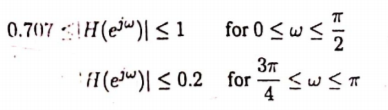 0.707 ≤ |H(e^{jω})| ≤ 1 for 0 ≤ ω ≤ π/2
|H(e^{jω})| ≤ 0.2 for 3π/4 ≤ ω ≤ π